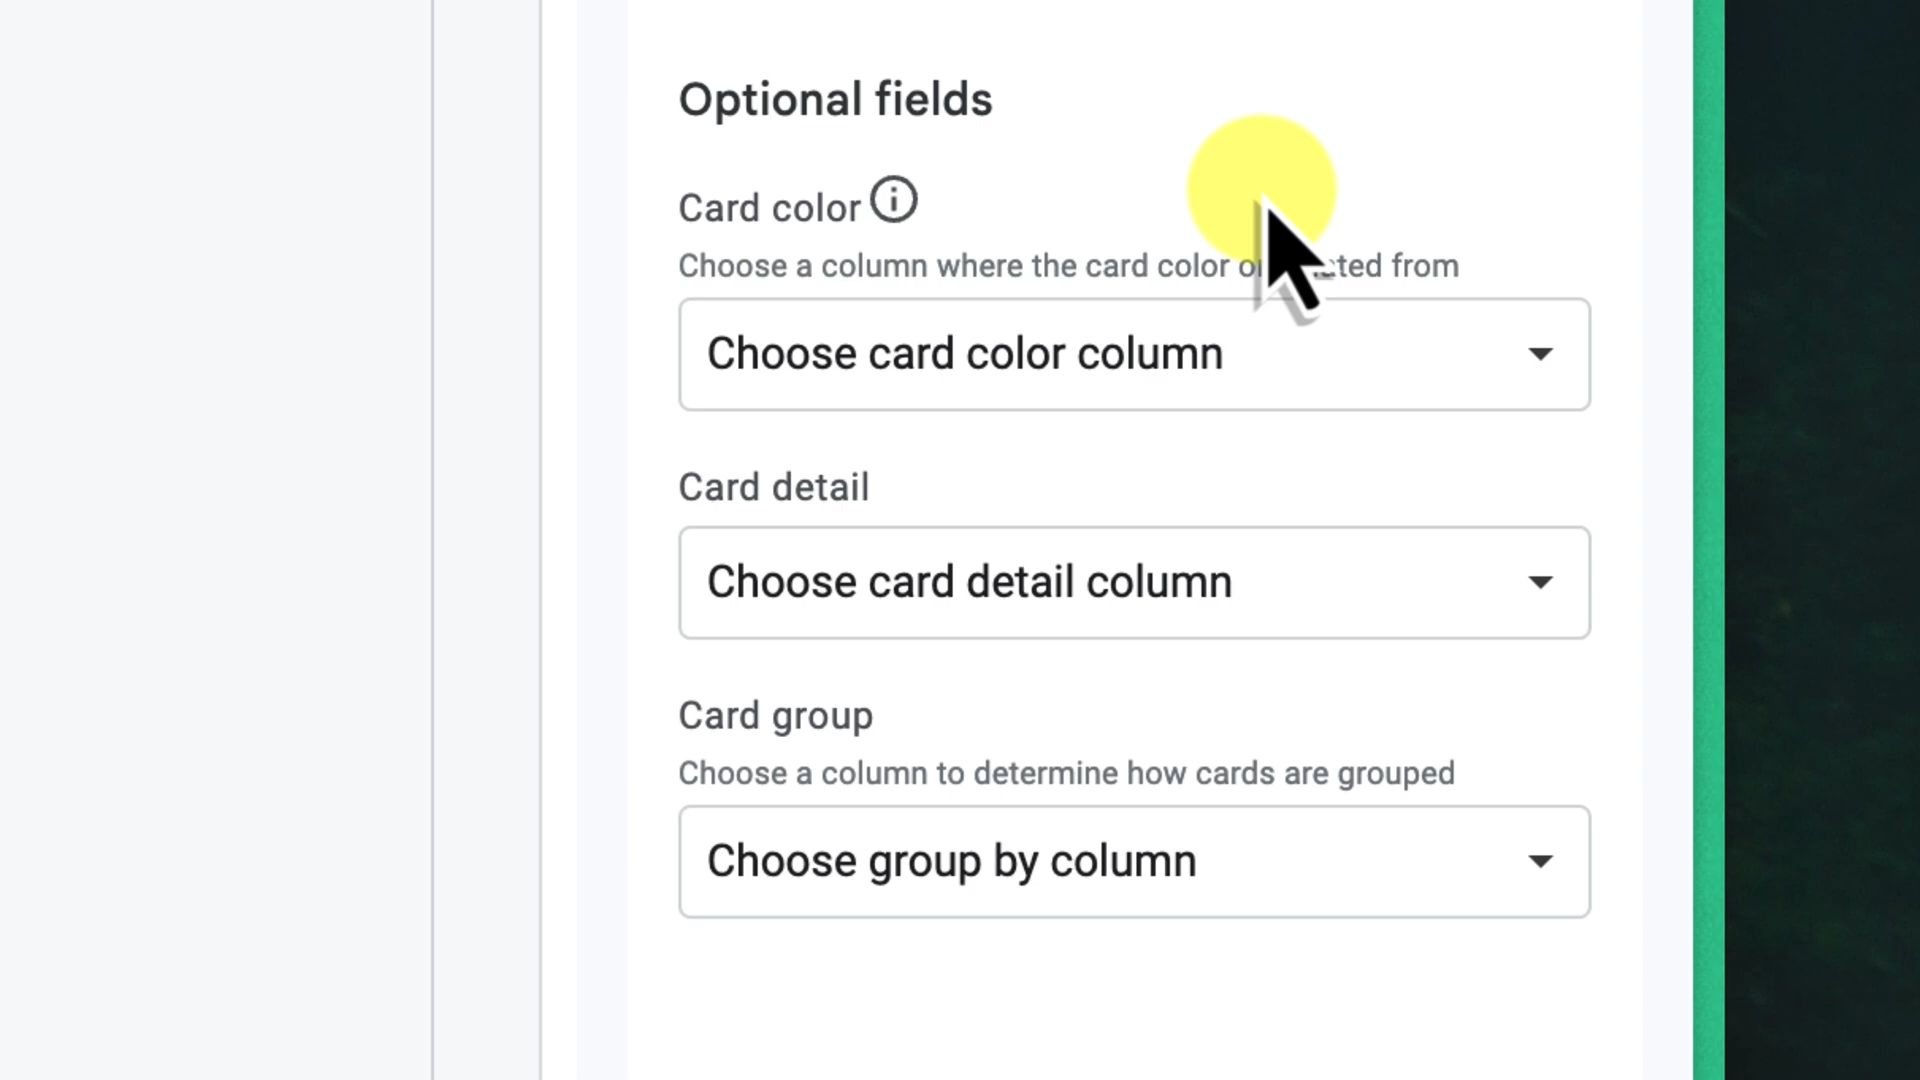 Optional fields
Card color
Choose a column where the card color from
Choose card color column
Card detail
Choose card detail column
Card group
Choose a column to determine how cards are grouped
Choose group by column